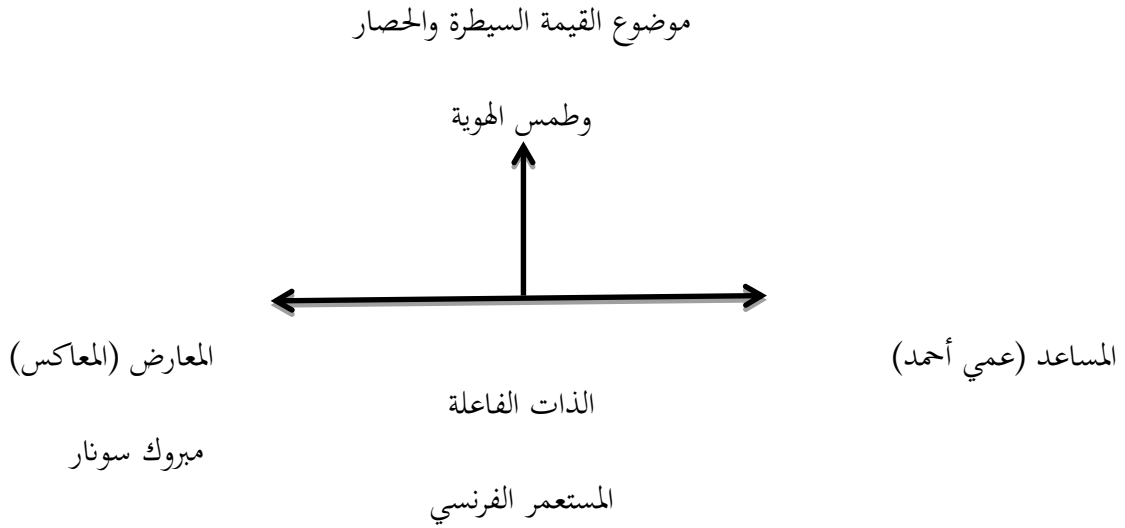 موضوع القيمة السيطرة والحصار
وطمس الهوية
المساعد (عمي أحمد)
المعارض (المعاكس)
الذات الفاعلة
مبروك سونار
المستعمر الفرنسي